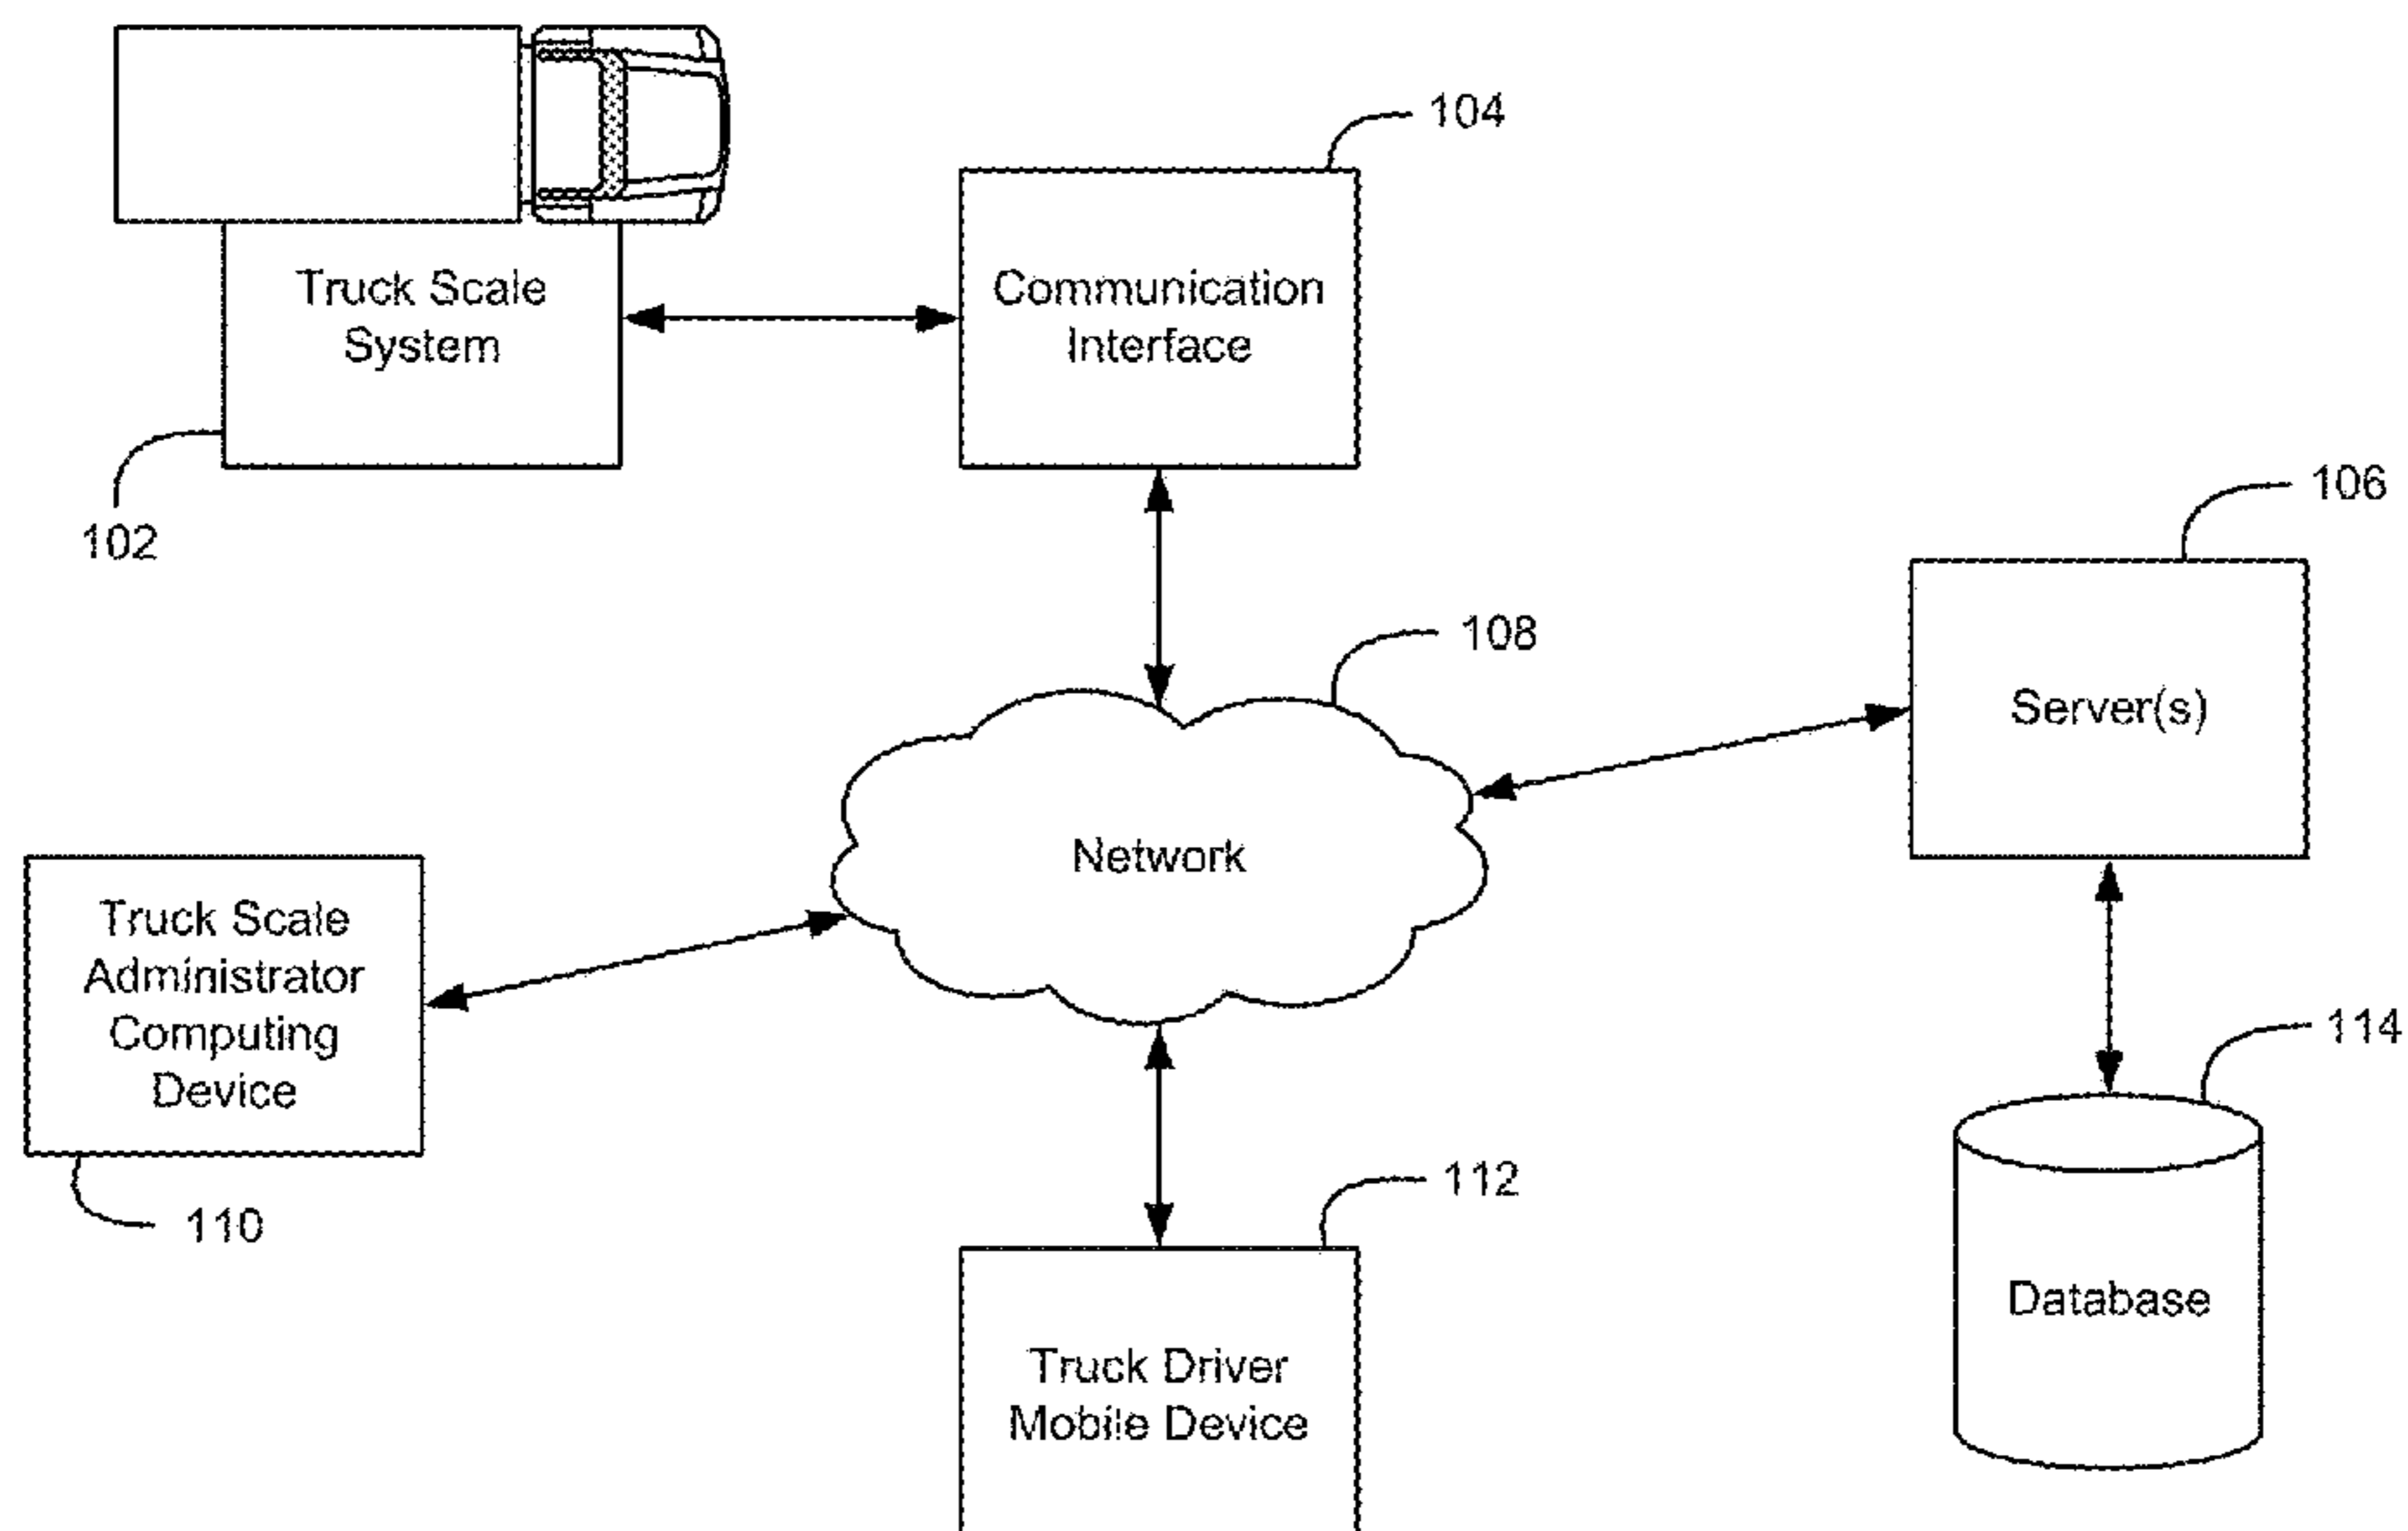 104
Truck Scale
System
Communication
Interface
102
106
108
Server(s)
Network
Truck Scale
Administrator
Computing
Device
114
110
112
Database
Truck Driver
Mobile Device